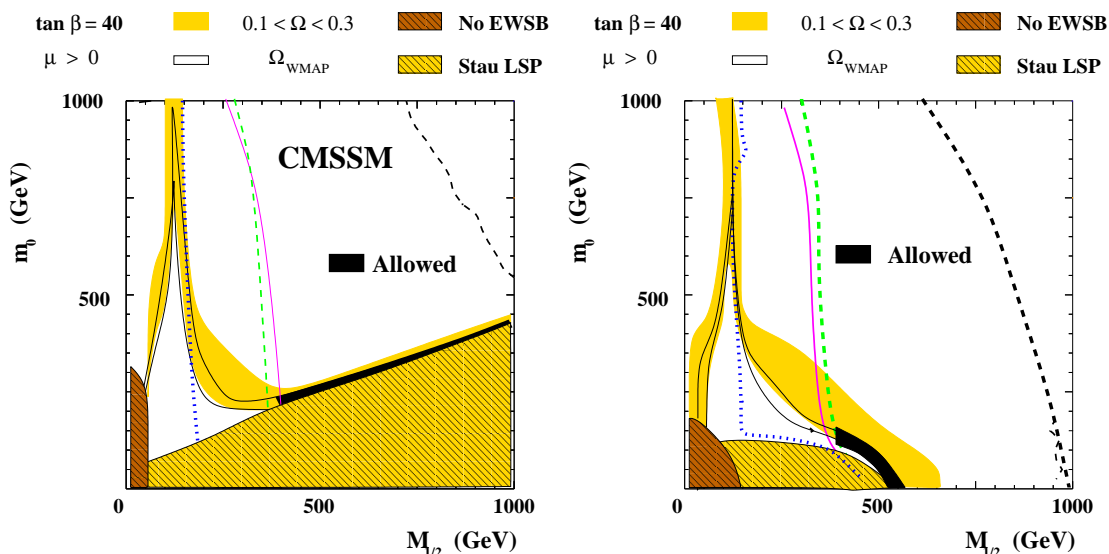 tan β = 40
0.1 < Ω < 0.3
No EWSB
μ > 0
Ω_WMAP
Stau LSP
1000
CMSSM
m_0 (GeV)
Allowed
500
0
500
1000
M_1/2 (GeV)
tan β = 40
0.1 < Ω < 0.3
No EWSB
μ > 0
Ω_WMAP
Stau LSP
1000
m_0 (GeV)
Allowed
500
0
500
1000
M_1/2 (GeV)